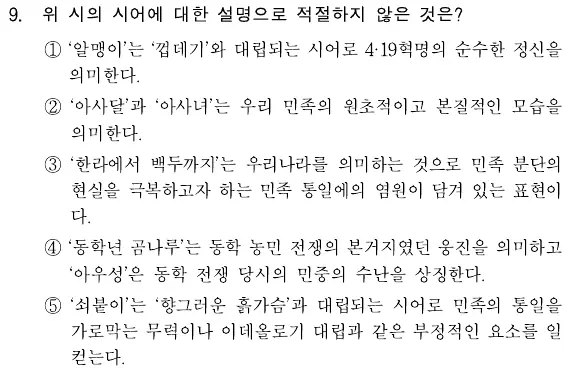 9. 위 시의 시어에 대한 설명으로 적절하지 않은 것은?
① ‘알맹이’는 ‘껍데기’와 대립되는 시어로 4·19혁명의 순수한 정신을
의미한다.
② ‘아사달’과 ‘아사녀’는 우리 민족의 원초적이고 본질적인 모습을
의미한다.
③ ‘한라에서 백두까지’는 우리나라를 의미하는 것으로 민족 분단의
현실을 극복하고자 하는 민족 통일에의 염원이 담겨 있는 표현이
다.
④ ‘동학년 곰나루’는 동학 농민 전쟁의 본거지였던 웅진을 의미하고
‘아우성’은 동학 전쟁 당시의 민중의 수난을 상징한다.
⑤ ‘쇠붙이’는 ‘향그러운 흙가슴’과 대립되는 시어로 민족의 통일을
가로막는 무력이나 이데올로기 대립과 같은 부정적인 요소를 일
컫는다.